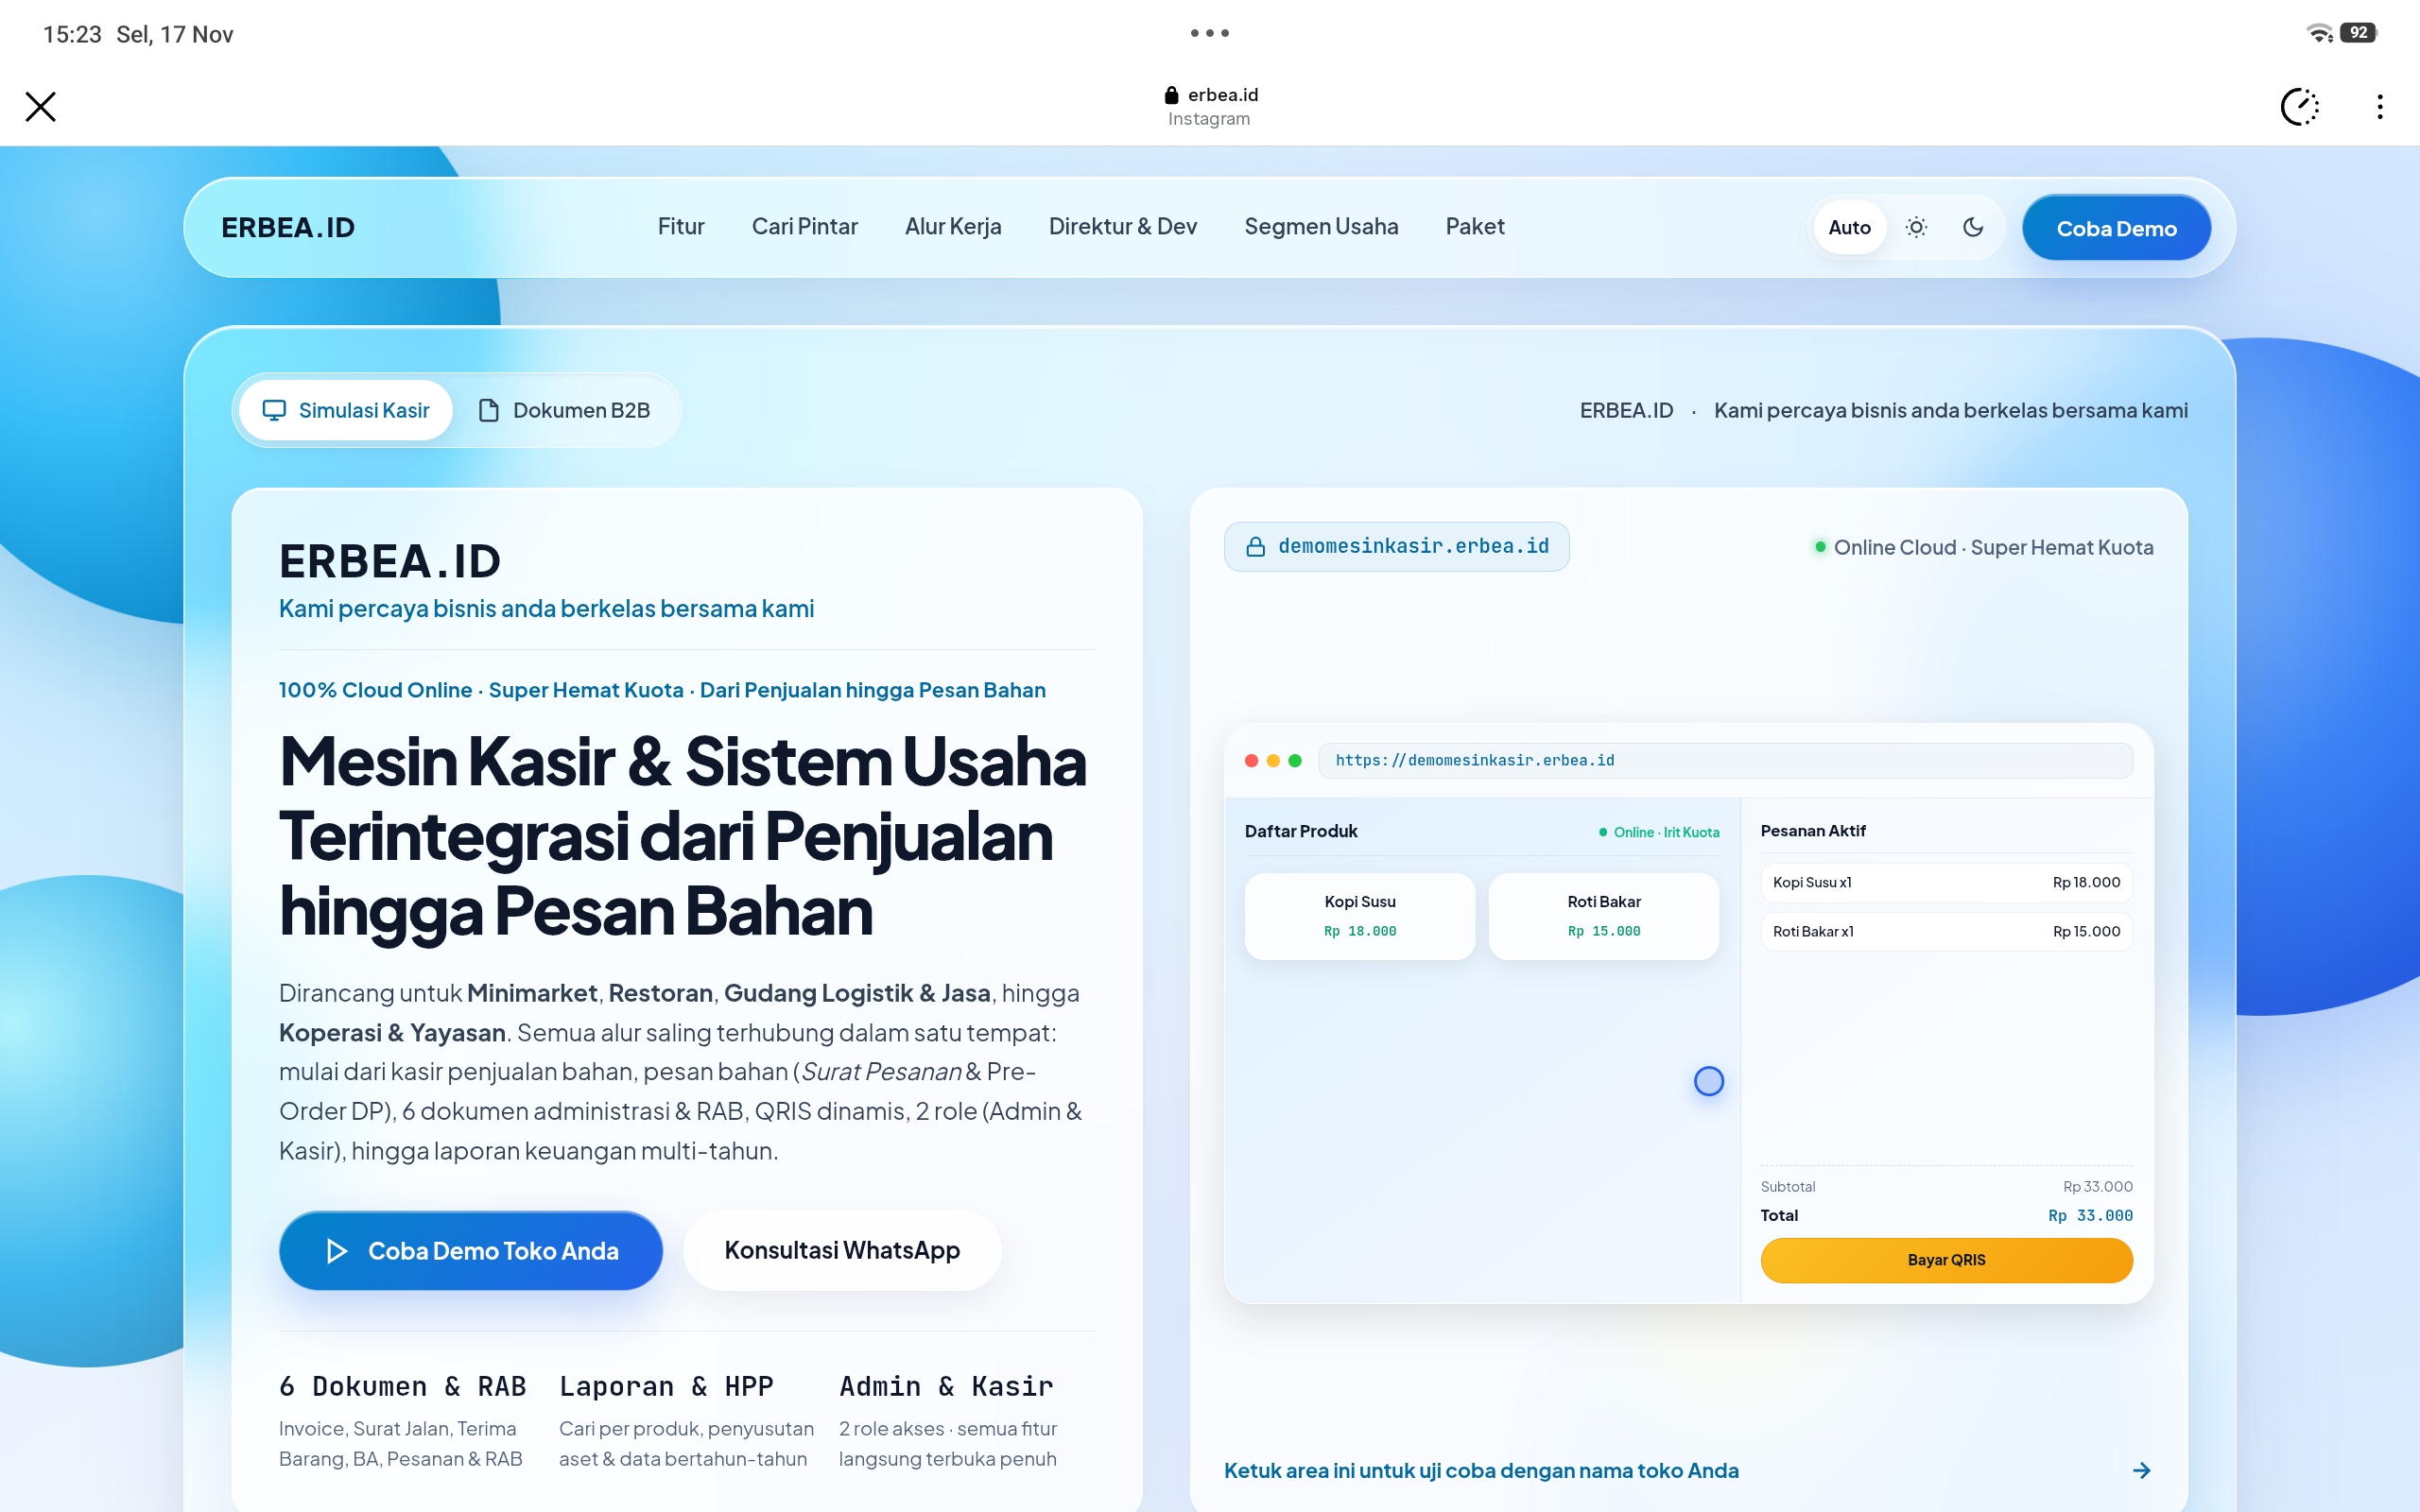 15:23 Sel, 17 Nov
92
erbea.id
Instagram
ERBEA.ID
Fitur
Cari Pintar
Alur Kerja
Direktur & Dev
Segmen Usaha
Paket
Auto
Coba Demo
Simulasi Kasir
Dokumen B2B
ERBEA.ID · Kami percaya bisnis anda berkelas bersama kami
ERBEA.ID
Kami percaya bisnis anda berkelas bersama kami
100% Cloud Online · Super Hemat Kuota · Dari Penjualan hingga Pesan Bahan
Mesin Kasir & Sistem Usaha
Terintegrasi dari Penjualan
hingga Pesan Bahan
Dirancang untuk Minimarket, Restoran, Gudang Logistik & Jasa, hingga
Koperasi & Yayasan. Semua alur saling terhubung dalam satu tempat:
mulai dari kasir penjualan bahan, pesan bahan (Surat Pesanan & Pre-
Order DP), 6 dokumen administrasi & RAB, QRIS dinamis, 2 role (Admin &
Kasir), hingga laporan keuangan multi-tahun.
Coba Demo Toko Anda
Konsultasi WhatsApp
6 Dokumen & RAB
Invoice, Surat Jalan, Terima
Barang, BA, Pesanan & RAB
Laporan & HPP
Cari per produk, penyusutan
aset & data bertahun-tahun
Admin & Kasir
2 role akses · semua fitur
langsung terbuka penuh
demomesinkasir.erbea.id
Online Cloud · Super Hemat Kuota
https://demomesinkasir.erbea.id
Daftar Produk
Online · Irit Kuota
Kopi Susu
Rp 18.000
Roti Bakar
Rp 15.000
Pesanan Aktif
Kopi Susu x1 Rp 18.000
Roti Bakar x1 Rp 15.000
Subtotal Rp 33.000
Total Rp 33.000
Bayar QRIS
Ketuk area ini untuk uji coba dengan nama toko Anda